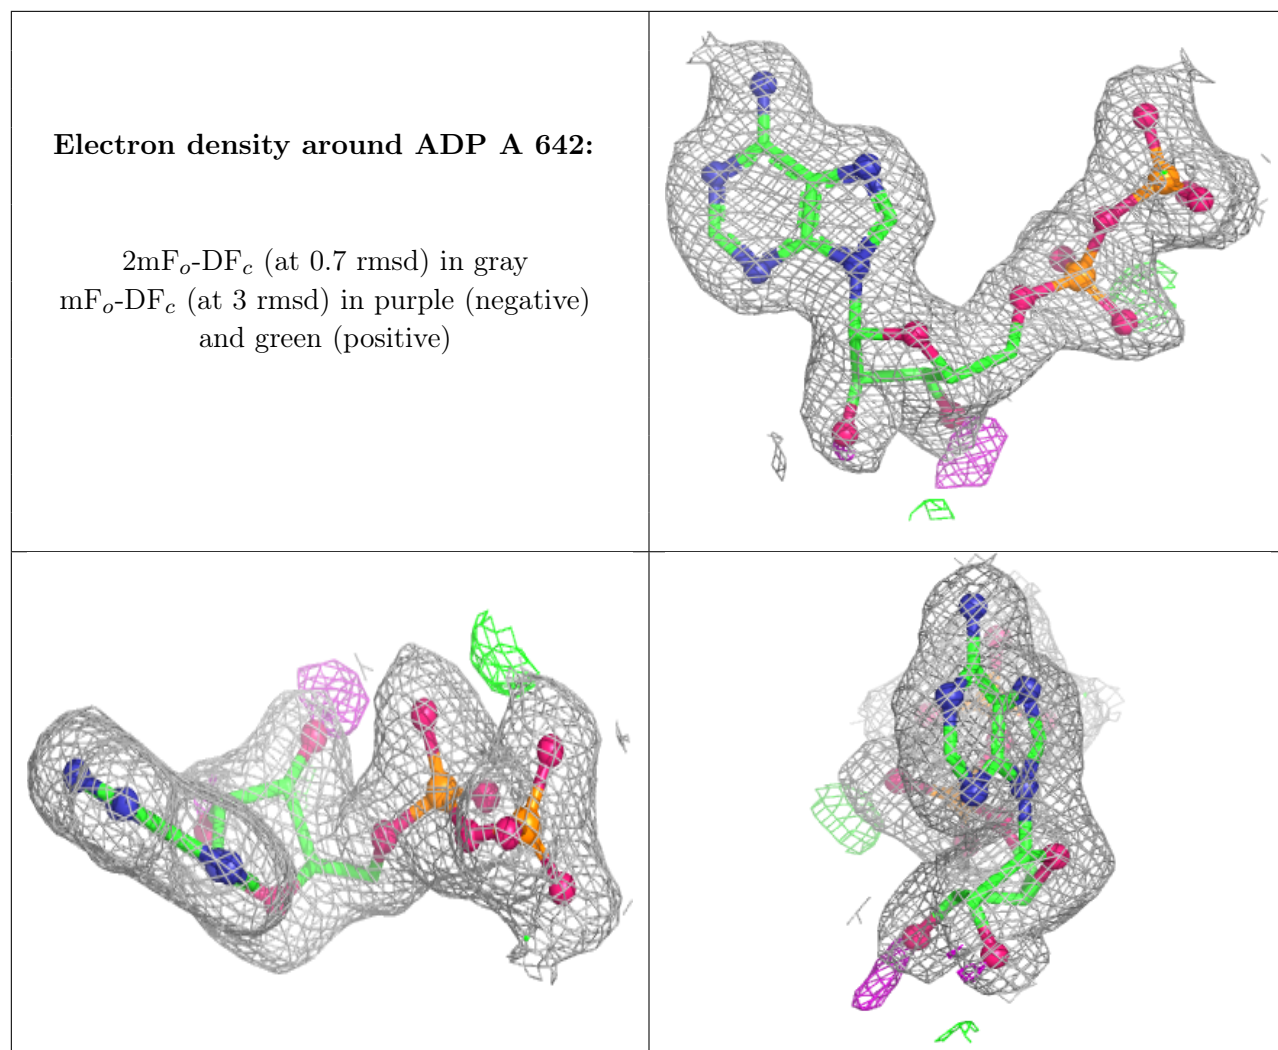 Electron density around ADP A 642:
2mFo-DFc (at 0.7 rmsd) in gray
mFo-DFc (at 3 rmsd) in purple (negative)
and green (positive)